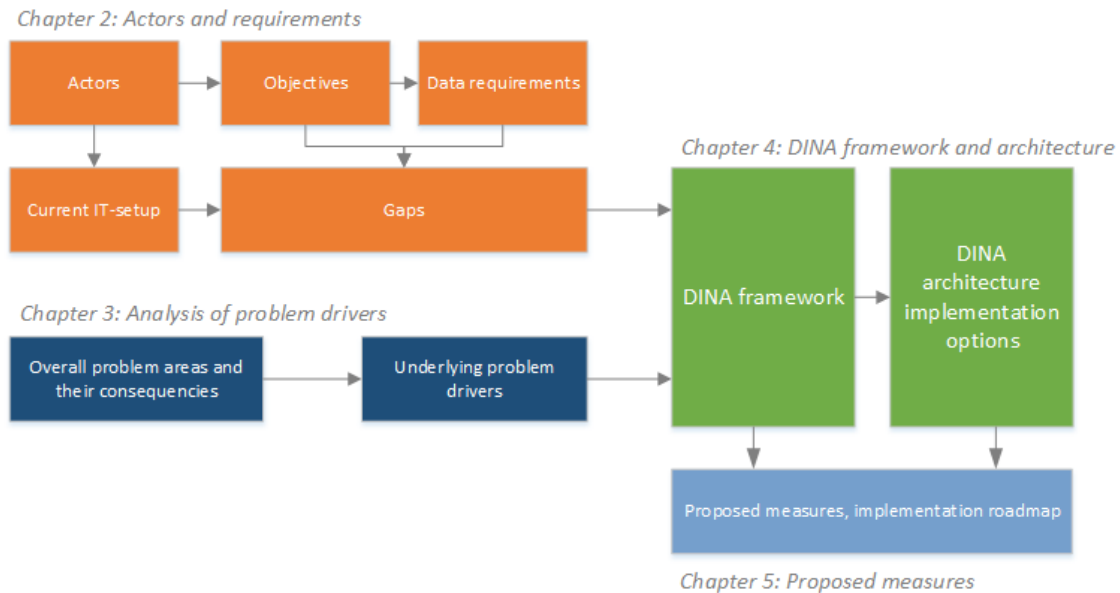 Chapter 2: Actors and requirements
Actors
Objectives
Data requirements
Current IT-setup
Gaps
Chapter 3: Analysis of problem drivers
Overall problem areas and
their consequencies
Underlying problem
drivers
Chapter 4: DINA framework and architecture
DINA framework
DINA
architecture
implementation
options
Proposed measures, implementation roadmap
Chapter 5: Proposed measures